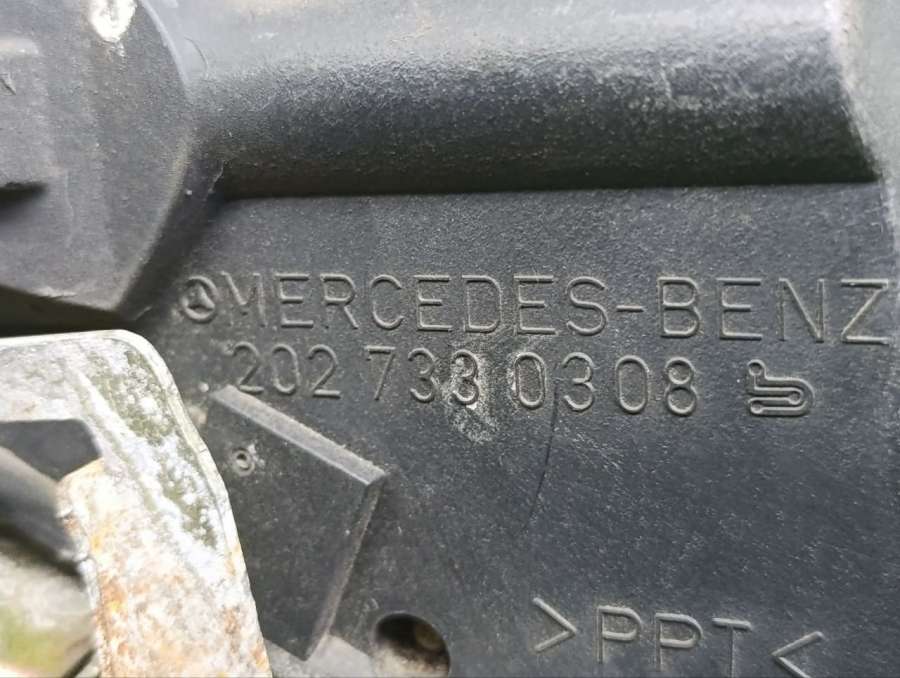 MERCEDES-BENZ
202 733 0308
>PPT<